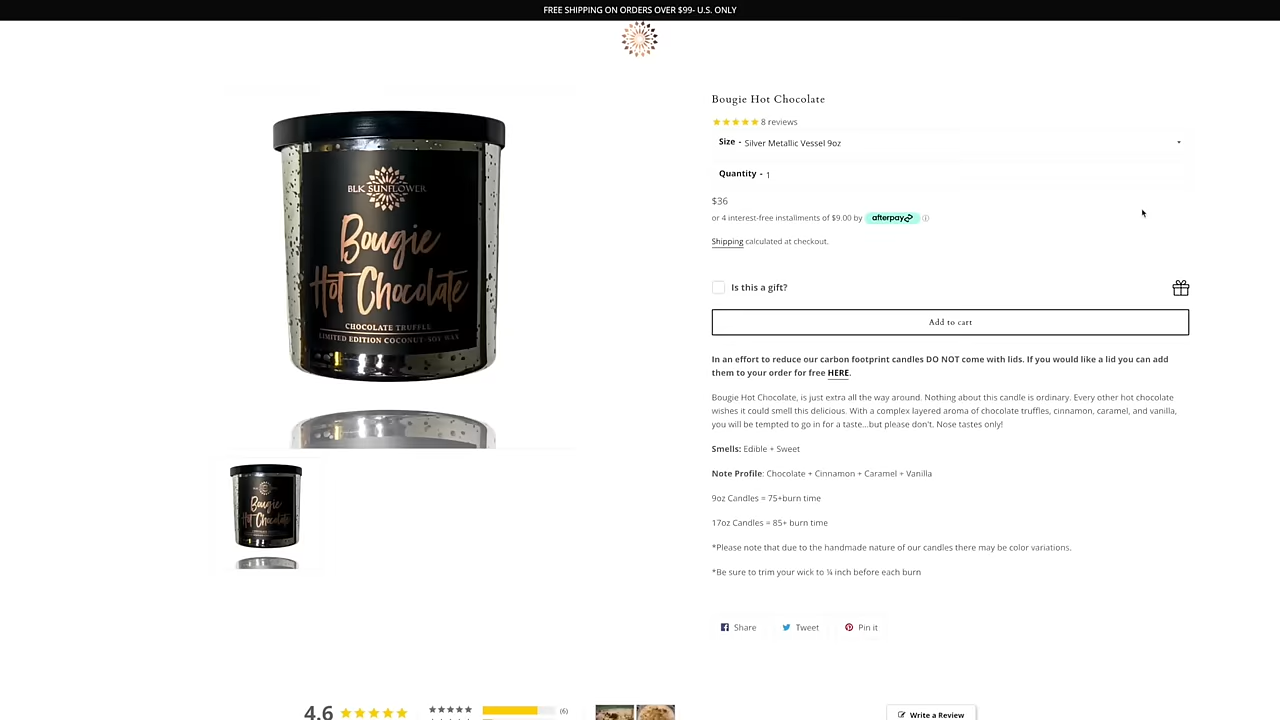 FREE SHIPPING ON ORDERS OVER $99- U.S. ONLY
BLK SUNFLOWER
Bougie
Hot Chocolate
CHOCOLATE TRUFFLE
LIMITED EDITION COCONUT-SOY WAX
Bougie Hot Chocolate
8 reviews
Size - Silver Metallic Vessel 9oz
Quantity - 1
$36
or 4 interest-free installments of $9.00 by afterpay
Shipping calculated at checkout.
Is this a gift?
Add to cart
In an effort to reduce our carbon footprint candles DO NOT come with lids. If you would like a lid you can add
them to your order for free HERE.
Bougie Hot Chocolate, is just extra all the way around. Nothing about this candle is ordinary. Every other hot chocolate
wishes it could smell this delicious. With a complex layered aroma of chocolate truffles, cinnamon, caramel, and vanilla,
you will be tempted to go in for a taste...but please don't. Nose tastes only!
Smells: Edible + Sweet
Note Profile: Chocolate + Cinnamon + Caramel + Vanilla
9oz Candles = 75+burn time
17oz Candles = 85+ burn time
*Please note that due to the handmade nature of our candles there may be color variations.
*Be sure to trim your wick to ¼ inch before each burn
Bougie
Hot Chocolate
Share Tweet Pin it
4.6 (6) Write a Review